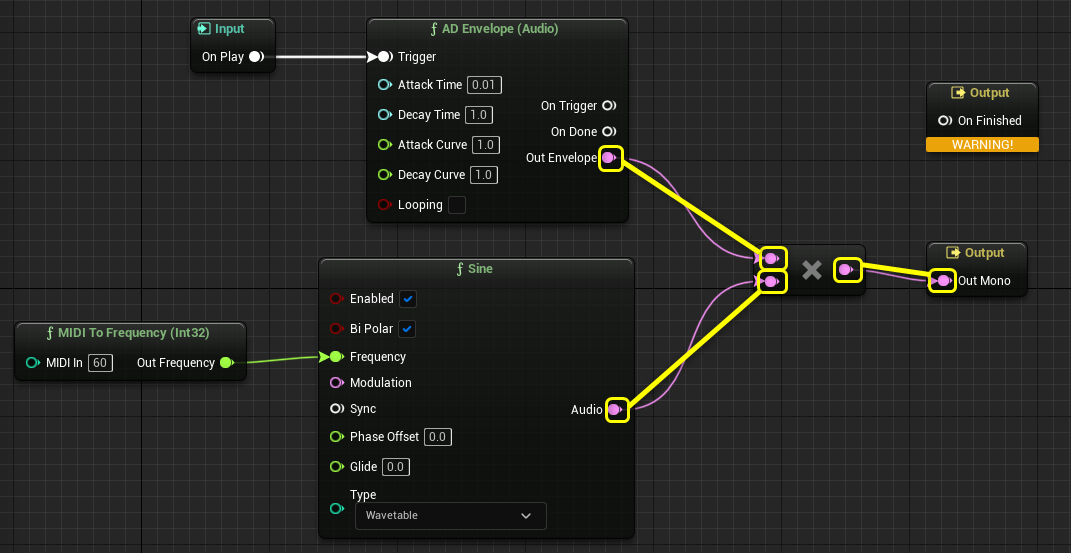 Input
On Play
AD Envelope (Audio)
Trigger
Attack Time 0.01
Decay Time 1.0
Attack Curve 1.0
Decay Curve 1.0
Looping
On Trigger
On Done
Out Envelope
Output
On Finished
WARNING!
Output
Out Mono
MIDI To Frequency (Int32)
MIDI In 60
Out Frequency
Sine
Enabled
Bi Polar
Frequency
Modulation
Sync
Phase Offset 0.0
Glide 0.0
Type
Wavetable
Audio